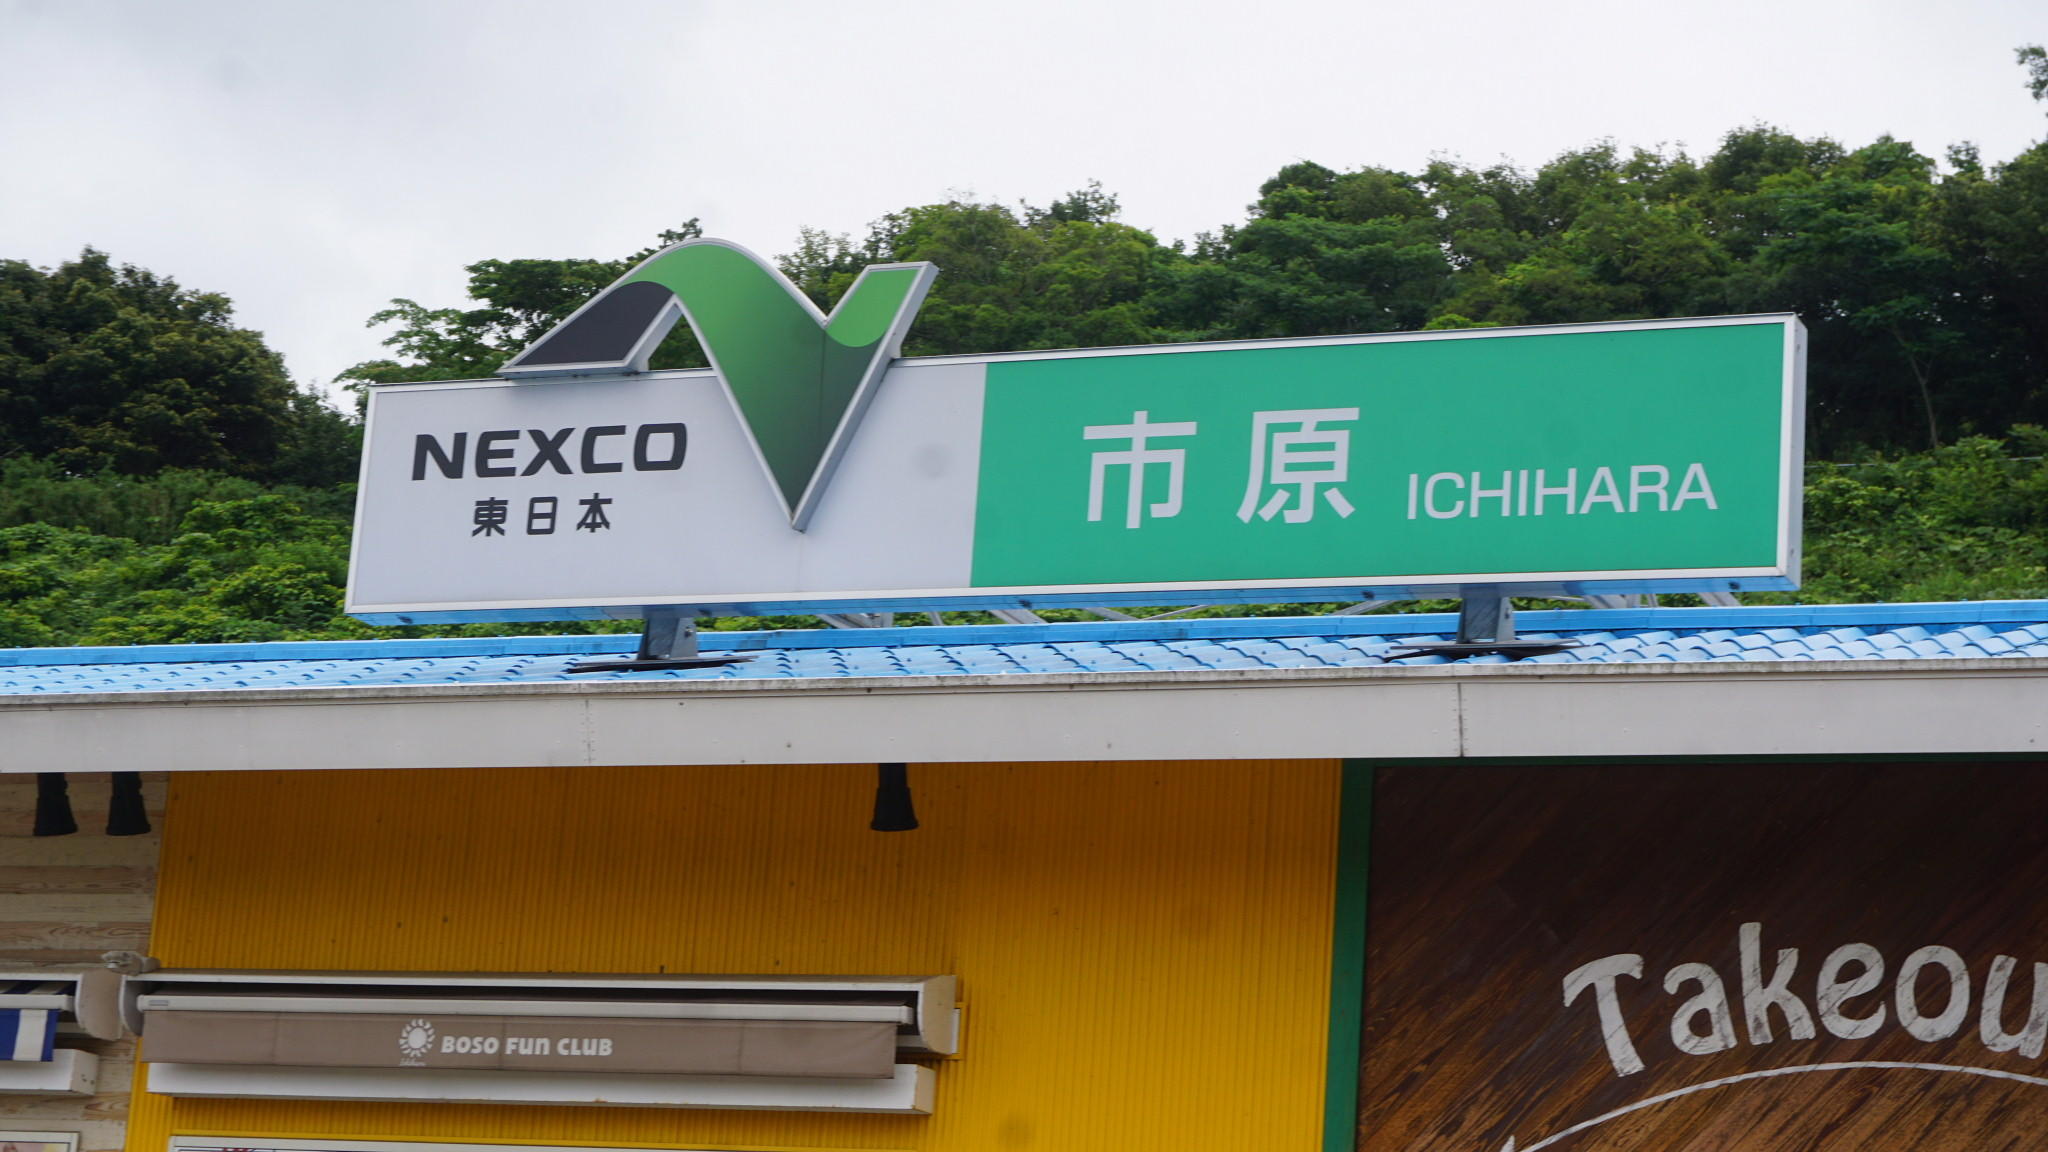 NEXCO
東日本
市原 ICHIHARA
BOSO FUN CLUB
Takeou